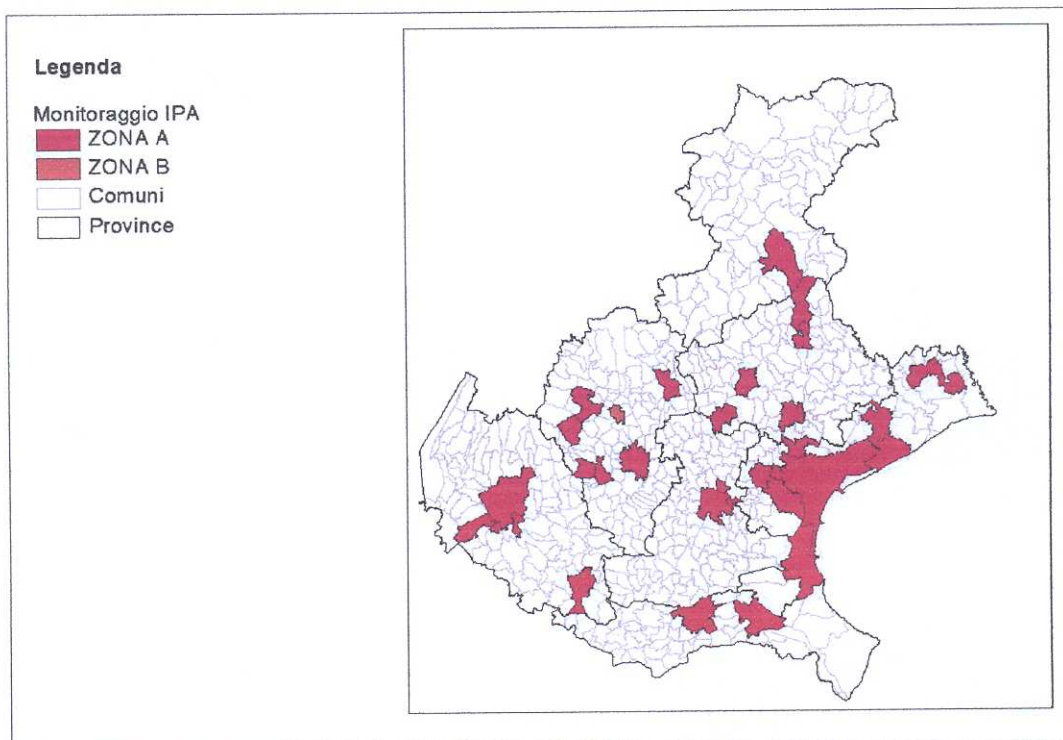 Legenda
Monitoraggio IPA
ZONA A
ZONA B
Comuni
Province